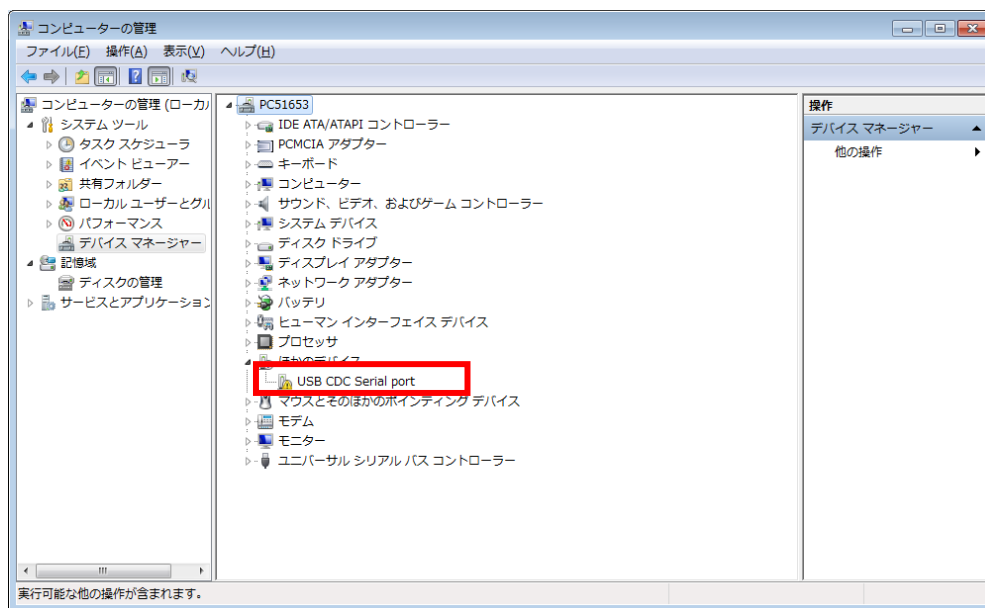 コンピューターの管理
ファイル(F) 操作(A) 表示(V) ヘルプ(H)
コンピューターの管理 (ローカル
システム ツール
タスク スケジューラ
イベント ビューアー
共有フォルダー
ローカル ユーザーとグル
パフォーマンス
デバイス マネージャー
記憶域
ディスクの管理
サービスとアプリケーション
PC51653
IDE ATA/ATAPI コントローラー
PCMCIA アダプター
キーボード
コンピューター
サウンド、ビデオ、およびゲーム コントローラー
システム デバイス
ディスク ドライブ
ディスプレイ アダプター
ネットワーク アダプター
バッテリ
ヒューマン インターフェイス デバイス
プロセッサ
ほかのデバイス
USB CDC Serial port
マウスとそのほかのポインティング デバイス
モデム
モニター
ユニバーサル シリアル バス コントローラー
操作
デバイス マネージャー
他の操作
実行可能な他の操作が含まれます。